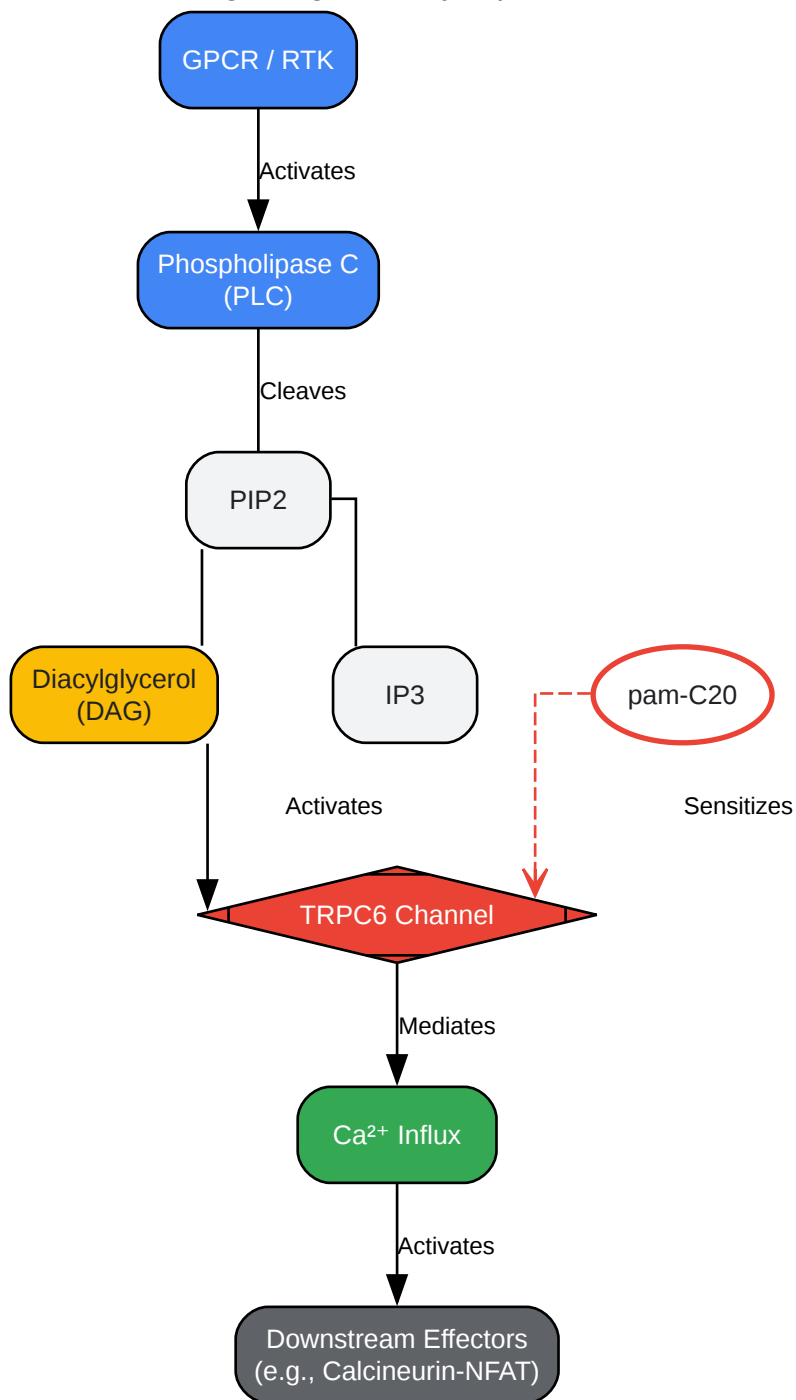 GPCR / RTK
Activates
Phospholipase C
(PLC)
Cleaves
PIP2
Diacylglycerol
(DAG)
IP3
pam-C20
Activates
Sensitizes
TRPC6 Channel
Mediates
Ca²⁺ Influx
Activates
Downstream Effectors
(e.g., Calcineurin-NFAT)